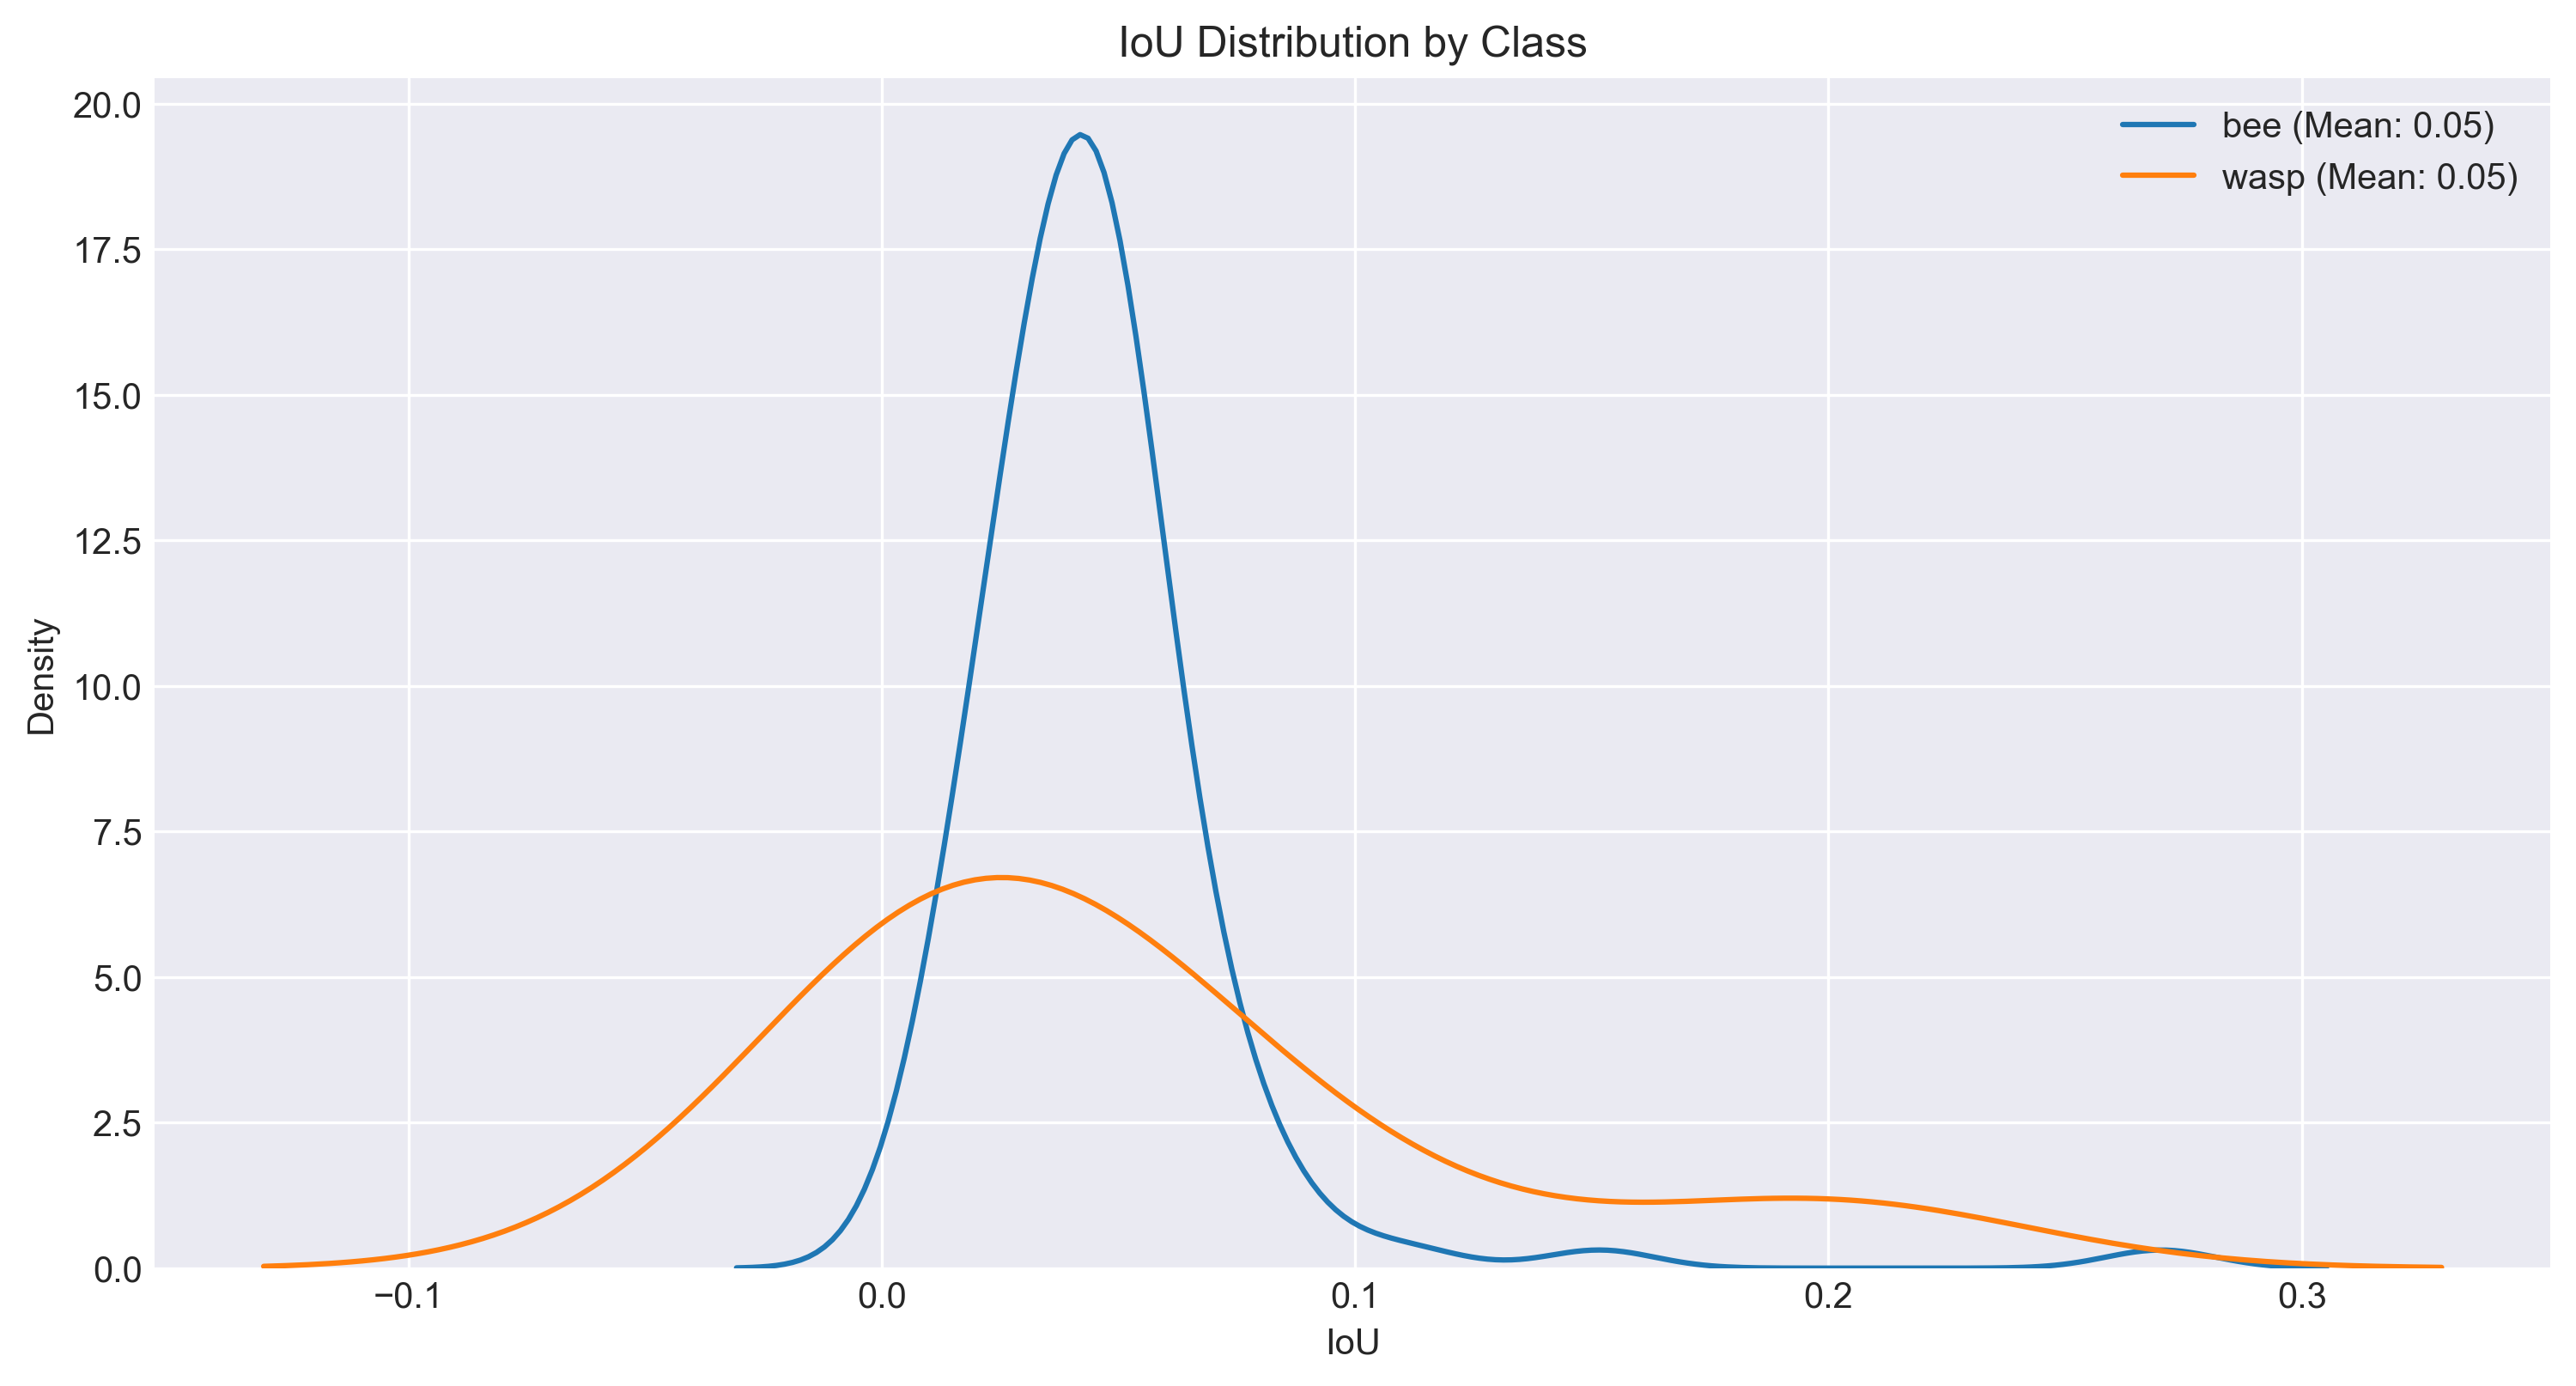 IoU Distribution by Class
bee (Mean: 0.05)
wasp (Mean: 0.05)
Density
20.0
17.5
15.0
12.5
10.0
7.5
5.0
2.5
0.0
−0.1
0.0
0.1
0.2
0.3
IoU